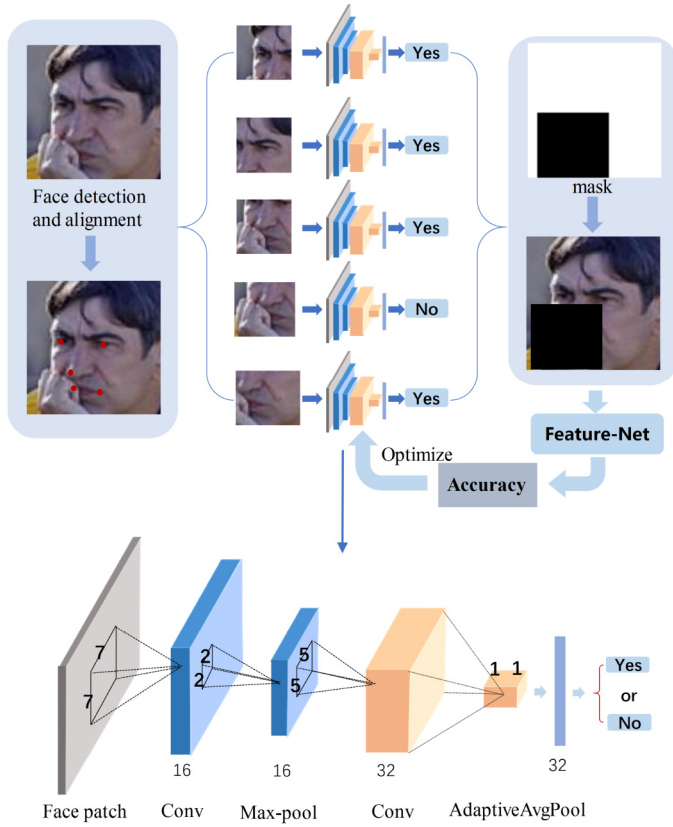 Face detection
and alignment
Yes
Yes
Yes
No
Yes
mask
Feature-Net
Optimize
Accuracy
7
7
2
2
5
5
1 1
Yes
or
No
16
16
32
32
Face patch
Conv
Max-pool
Conv
AdaptiveAvgPool